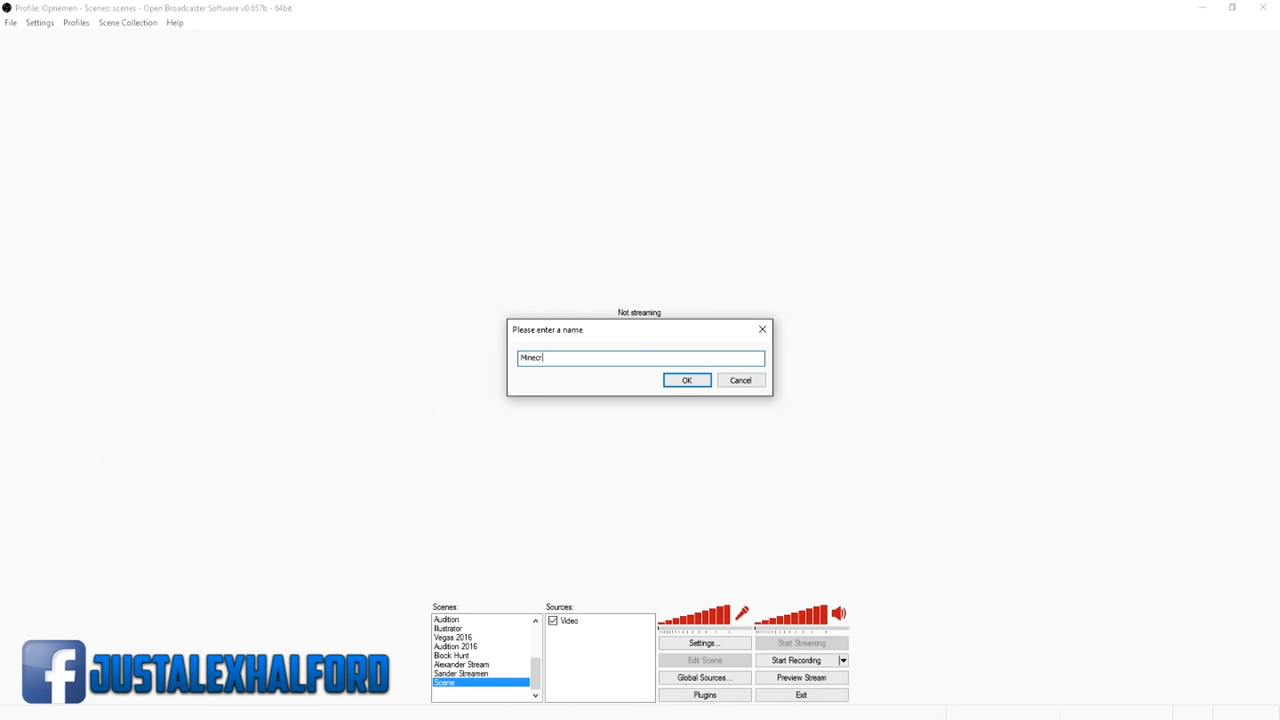 Profile: Opnemen - Scenes: scenes - Open Broadcaster Software v0.657b - 64bit
File Settings Profiles Scene Collection Help
Not streaming
Please enter a name
Minecr
OK Cancel
Scenes:
Audition
Illustrator
Vegas 2016
Audition 2016
Block Hunt
Alexander Stream
Sander Streamen
Scene
Sources:
Video
Settings... Start Streaming
Edit Scene Start Recording
Global Sources... Preview Stream
Plugins Exit
f JUSTALEXHALFORD